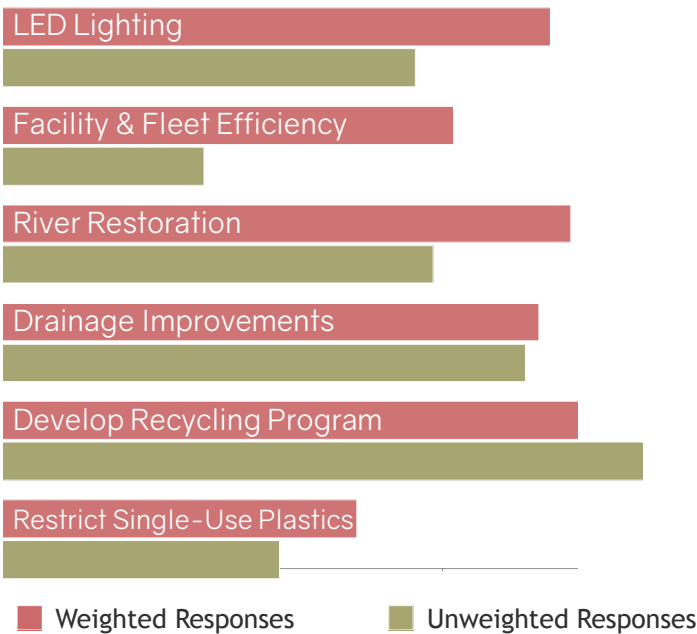 LED Lighting
Facility & Fleet Efficiency
River Restoration
Drainage Improvements
Develop Recycling Program
Restrict Single-Use Plastics
Weighted Responses
Unweighted Responses